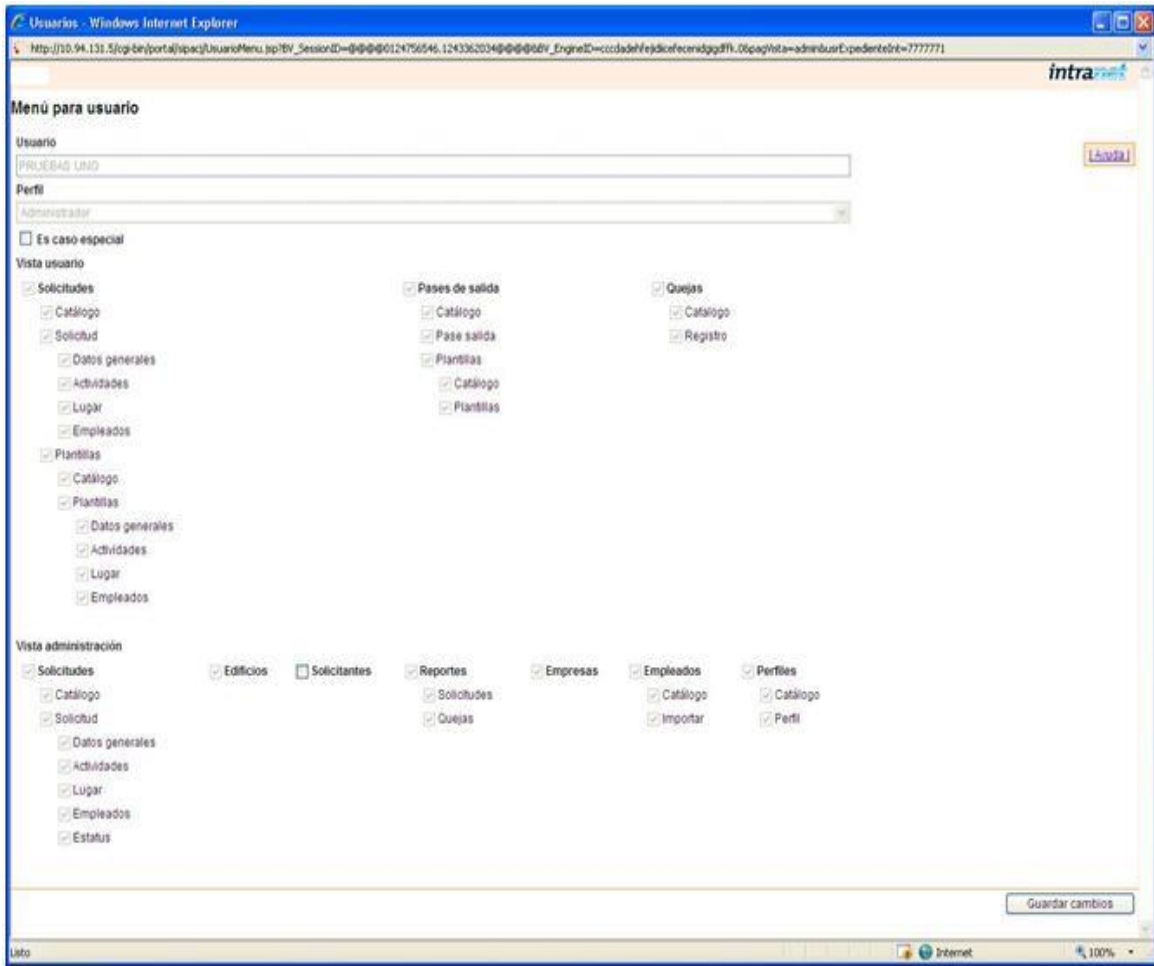 Usuarios - Windows Internet Explorer
intranet
Menú para usuario
Usuario
[Ayuda]
PRUEBAS UNO
Perfil
Administrador
Es caso especial
Vista usuario
Solicitudes Pases de salida Quejas
Catálogo Catálogo Catalogo
Solicitud Pase salida Registro
Datos generales Plantillas
Actividades Catálogo
Lugar Plantillas
Empleados
Plantillas
Catálogo
Plantillas
Datos generales
Actividades
Lugar
Empleados
Vista administración
Solicitudes Edificios Solicitantes Reportes Empresas Empleados Perfiles
Catálogo Solicitudes Catálogo Catálogo
Solicitud Quejas Importar Perfil
Datos generales
Actividades
Lugar
Empleados
Estatus
Guardar cambios
Listo Internet 100%